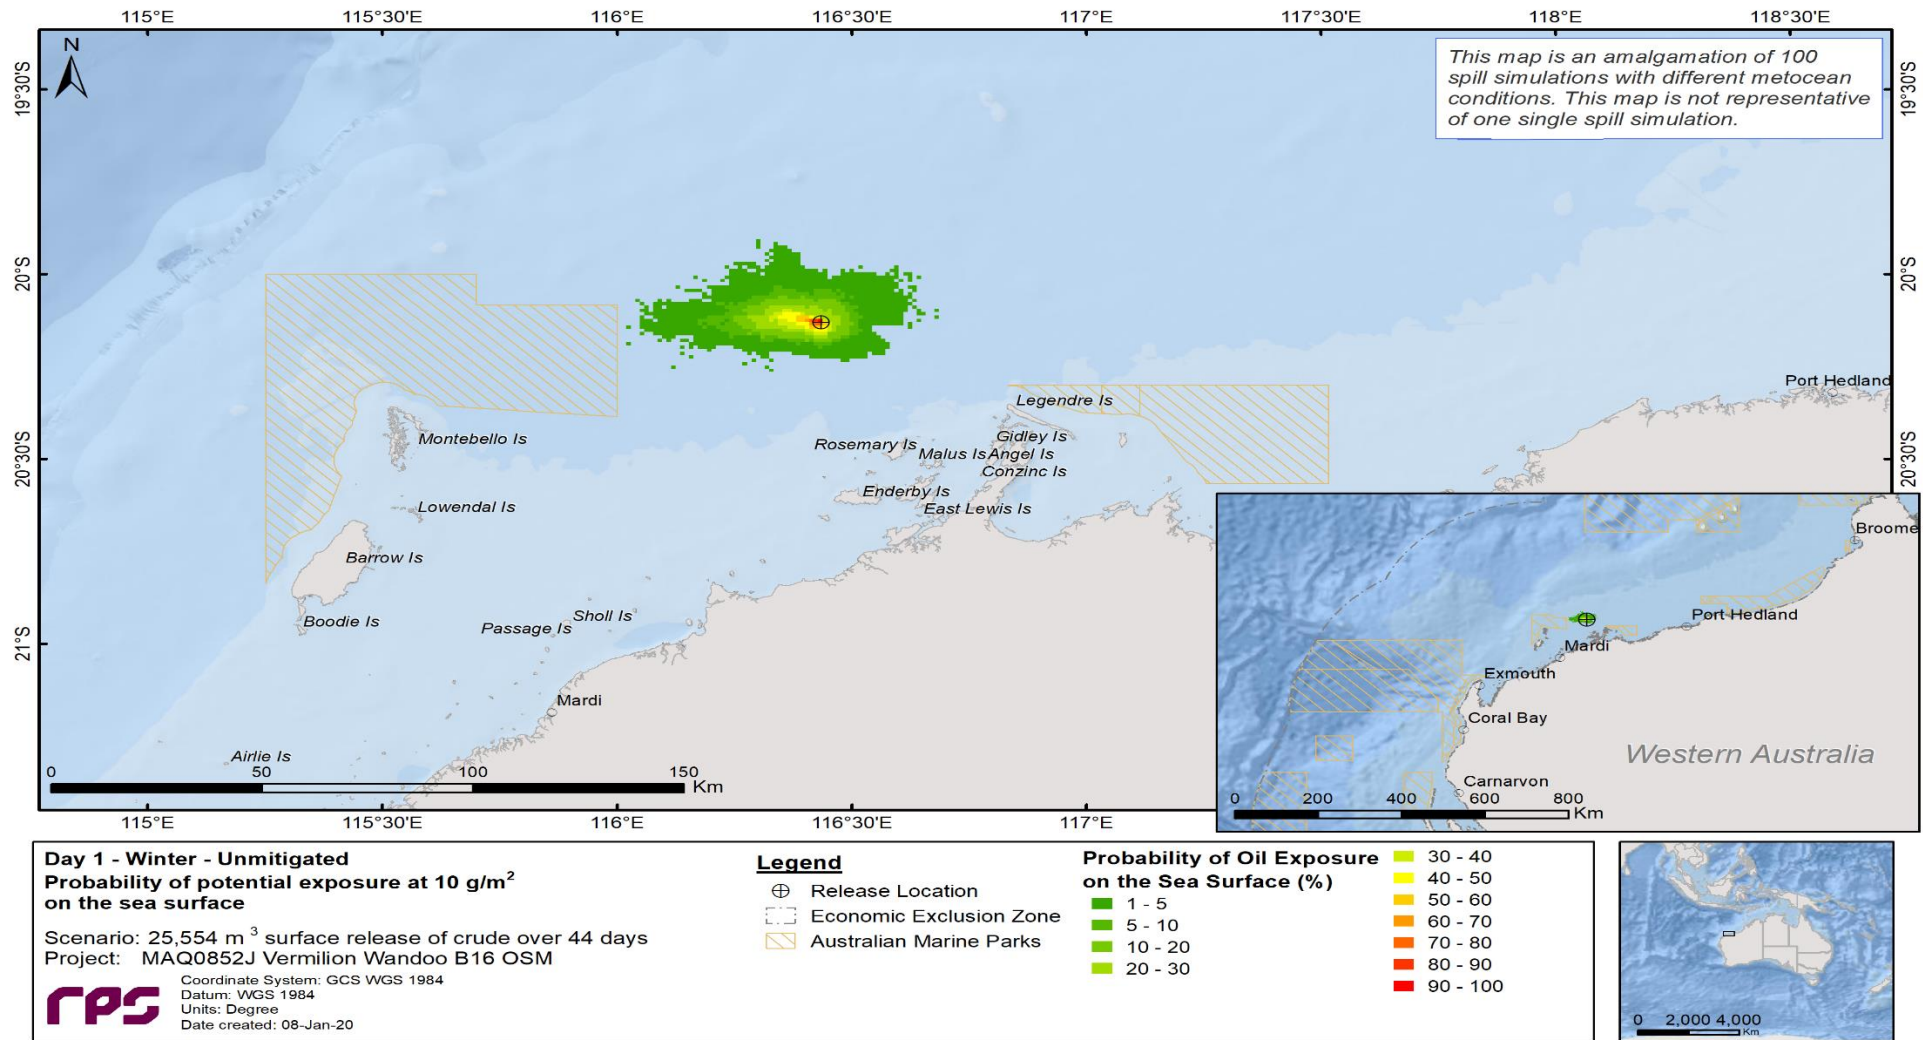 115°E 115°30'E 116°E 116°30'E 117°E 117°30'E 118°E 118°30'E
N
This map is an amalgamation of 100
spill simulations with different metocean
conditions. This map is not representative
of one single spill simulation.
19°30'S 19°30'S
20°S 20°S
Port Hedland
Legendre Is
Montebello Is
Rosemary Is
Gidley Is
Malus Is Angel Is
Conzinc Is
20°30'S 20°30'S
Enderby Is
East Lewis Is
Lowendal Is
Barrow Is
Boodie Is
Passage Is
Sholl Is
21°S
Mardi
Airlie Is
0 50 100 150
Km
Broome
Port Hedland
Mardi
Exmouth
Coral Bay
Western Australia
Carnarvon
0 200 400 600 800
Km
115°E 115°30'E 116°E 116°30'E 117°E
Day 1 - Winter - Unmitigated
Probability of potential exposure at 10 g/m²
on the sea surface
Scenario: 25,554 m ³ surface release of crude over 44 days
Project: MAQ0852J Vermilion Wandoo B16 OSM
rps
Coordinate System: GCS WGS 1984
Datum: WGS 1984
Units: Degree
Date created: 08-Jan-20
Legend
Release Location
Economic Exclusion Zone
Australian Marine Parks
Probability of Oil Exposure
on the Sea Surface (%)
1 - 5
5 - 10
10 - 20
20 - 30
30 - 40
40 - 50
50 - 60
60 - 70
70 - 80
80 - 90
90 - 100
0 2,000 4,000
Km